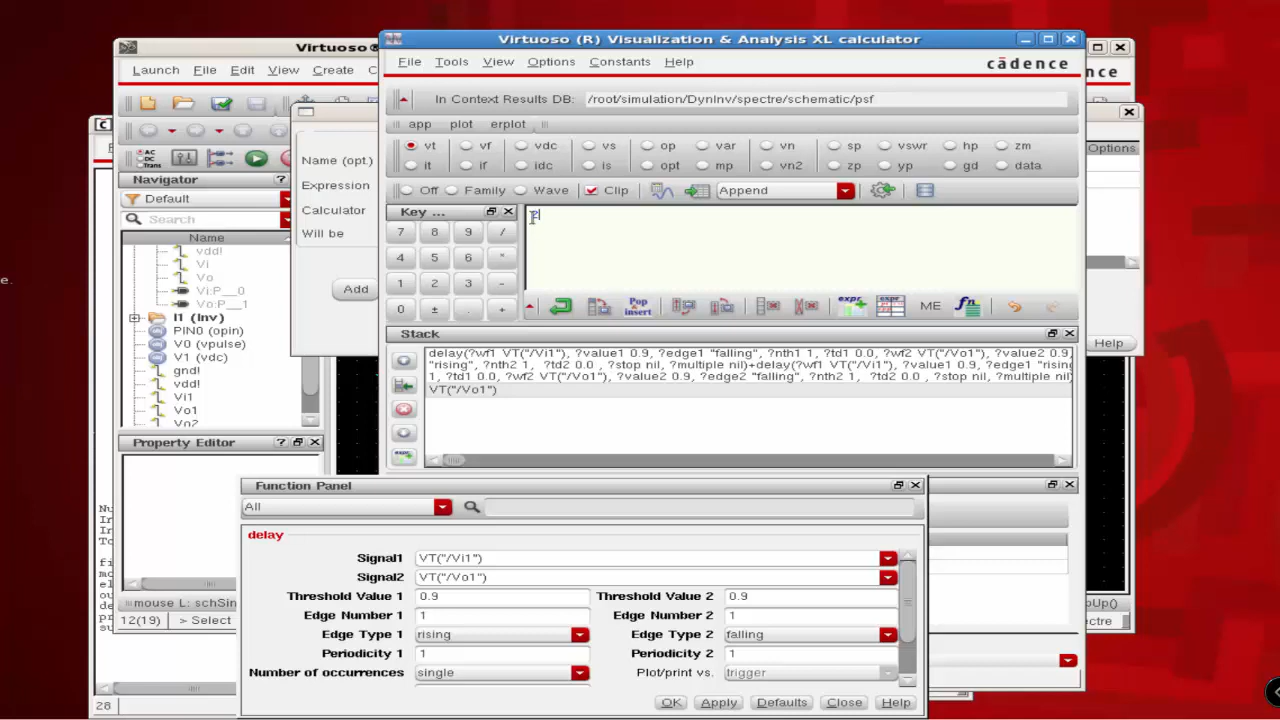 Virtuoso (R) Visualization & Analysis XL calculator
File Tools View Options Constants Help
cādence
In Context Results DB: /root/simulation/DynInv/spectre/schematic/psf
app plot erplot
vt vf vdc vs op var vn sp vswr hp zm
it if idc is opt mp vn2 zp yp gd data
Off Family Wave Clip Append
Key ...
7 8 9 /
4 5 6 *
1 2 3 -
0 ± . +
2
Pop
insert
expr
ME
fn
Stack
delay(?wf1 VT("/Vi1"), ?value1 0.9, ?edge1 "falling", ?nth1 1, ?td1 0.0, ?wf2 VT("/Vo1"), ?value2 0.9,
"rising", ?nth2 1, ?td2 0.0 , ?stop nil, ?multiple nil)+delay(?wf1 VT("/Vi1"), ?value1 0.9, ?edge1 "rising
1, ?td1 0.0, ?wf2 VT("/Vo1"), ?value2 0.9, ?edge2 "falling", ?nth2 1, ?td2 0.0 , ?stop nil, ?multiple nil)
VT("/Vo1")
expr
Function Panel
All
delay
Signal1 VT("/Vi1")
Signal2 VT("/Vo1")
Threshold Value 1 0.9 Threshold Value 2 0.9
Edge Number 1 1 Edge Number 2 1
Edge Type 1 rising Edge Type 2 falling
Periodicity 1 1 Periodicity 2 1
Number of occurrences single Plot/print vs. trigger
OK Apply Defaults Close Help
Virtuoso®
Launch File Edit View Create C
AC
DC
Trans
Navigator
Default
Search
Name
vdd!
Vi
Vo
Vi:P__0
Vo:P__1
I1 (Inv)
PIN0 (opin)
V0 (vpulse)
V1 (vdc)
gnd!
vdd!
Vi1
Vo1
Vo2
Property Editor
mouse L: schSin
12(19) > Select
28
Name (opt.)
Expression
Calculator
Will be
Add
Options
Help
ence
e.